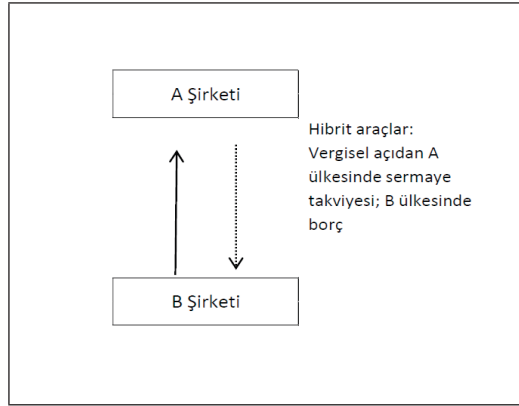 A Şirketi
Hibrit araçlar:
Vergisel açıdan A
ülkesinde sermaye
takviyesi; B ülkesinde
borç
B Şirketi